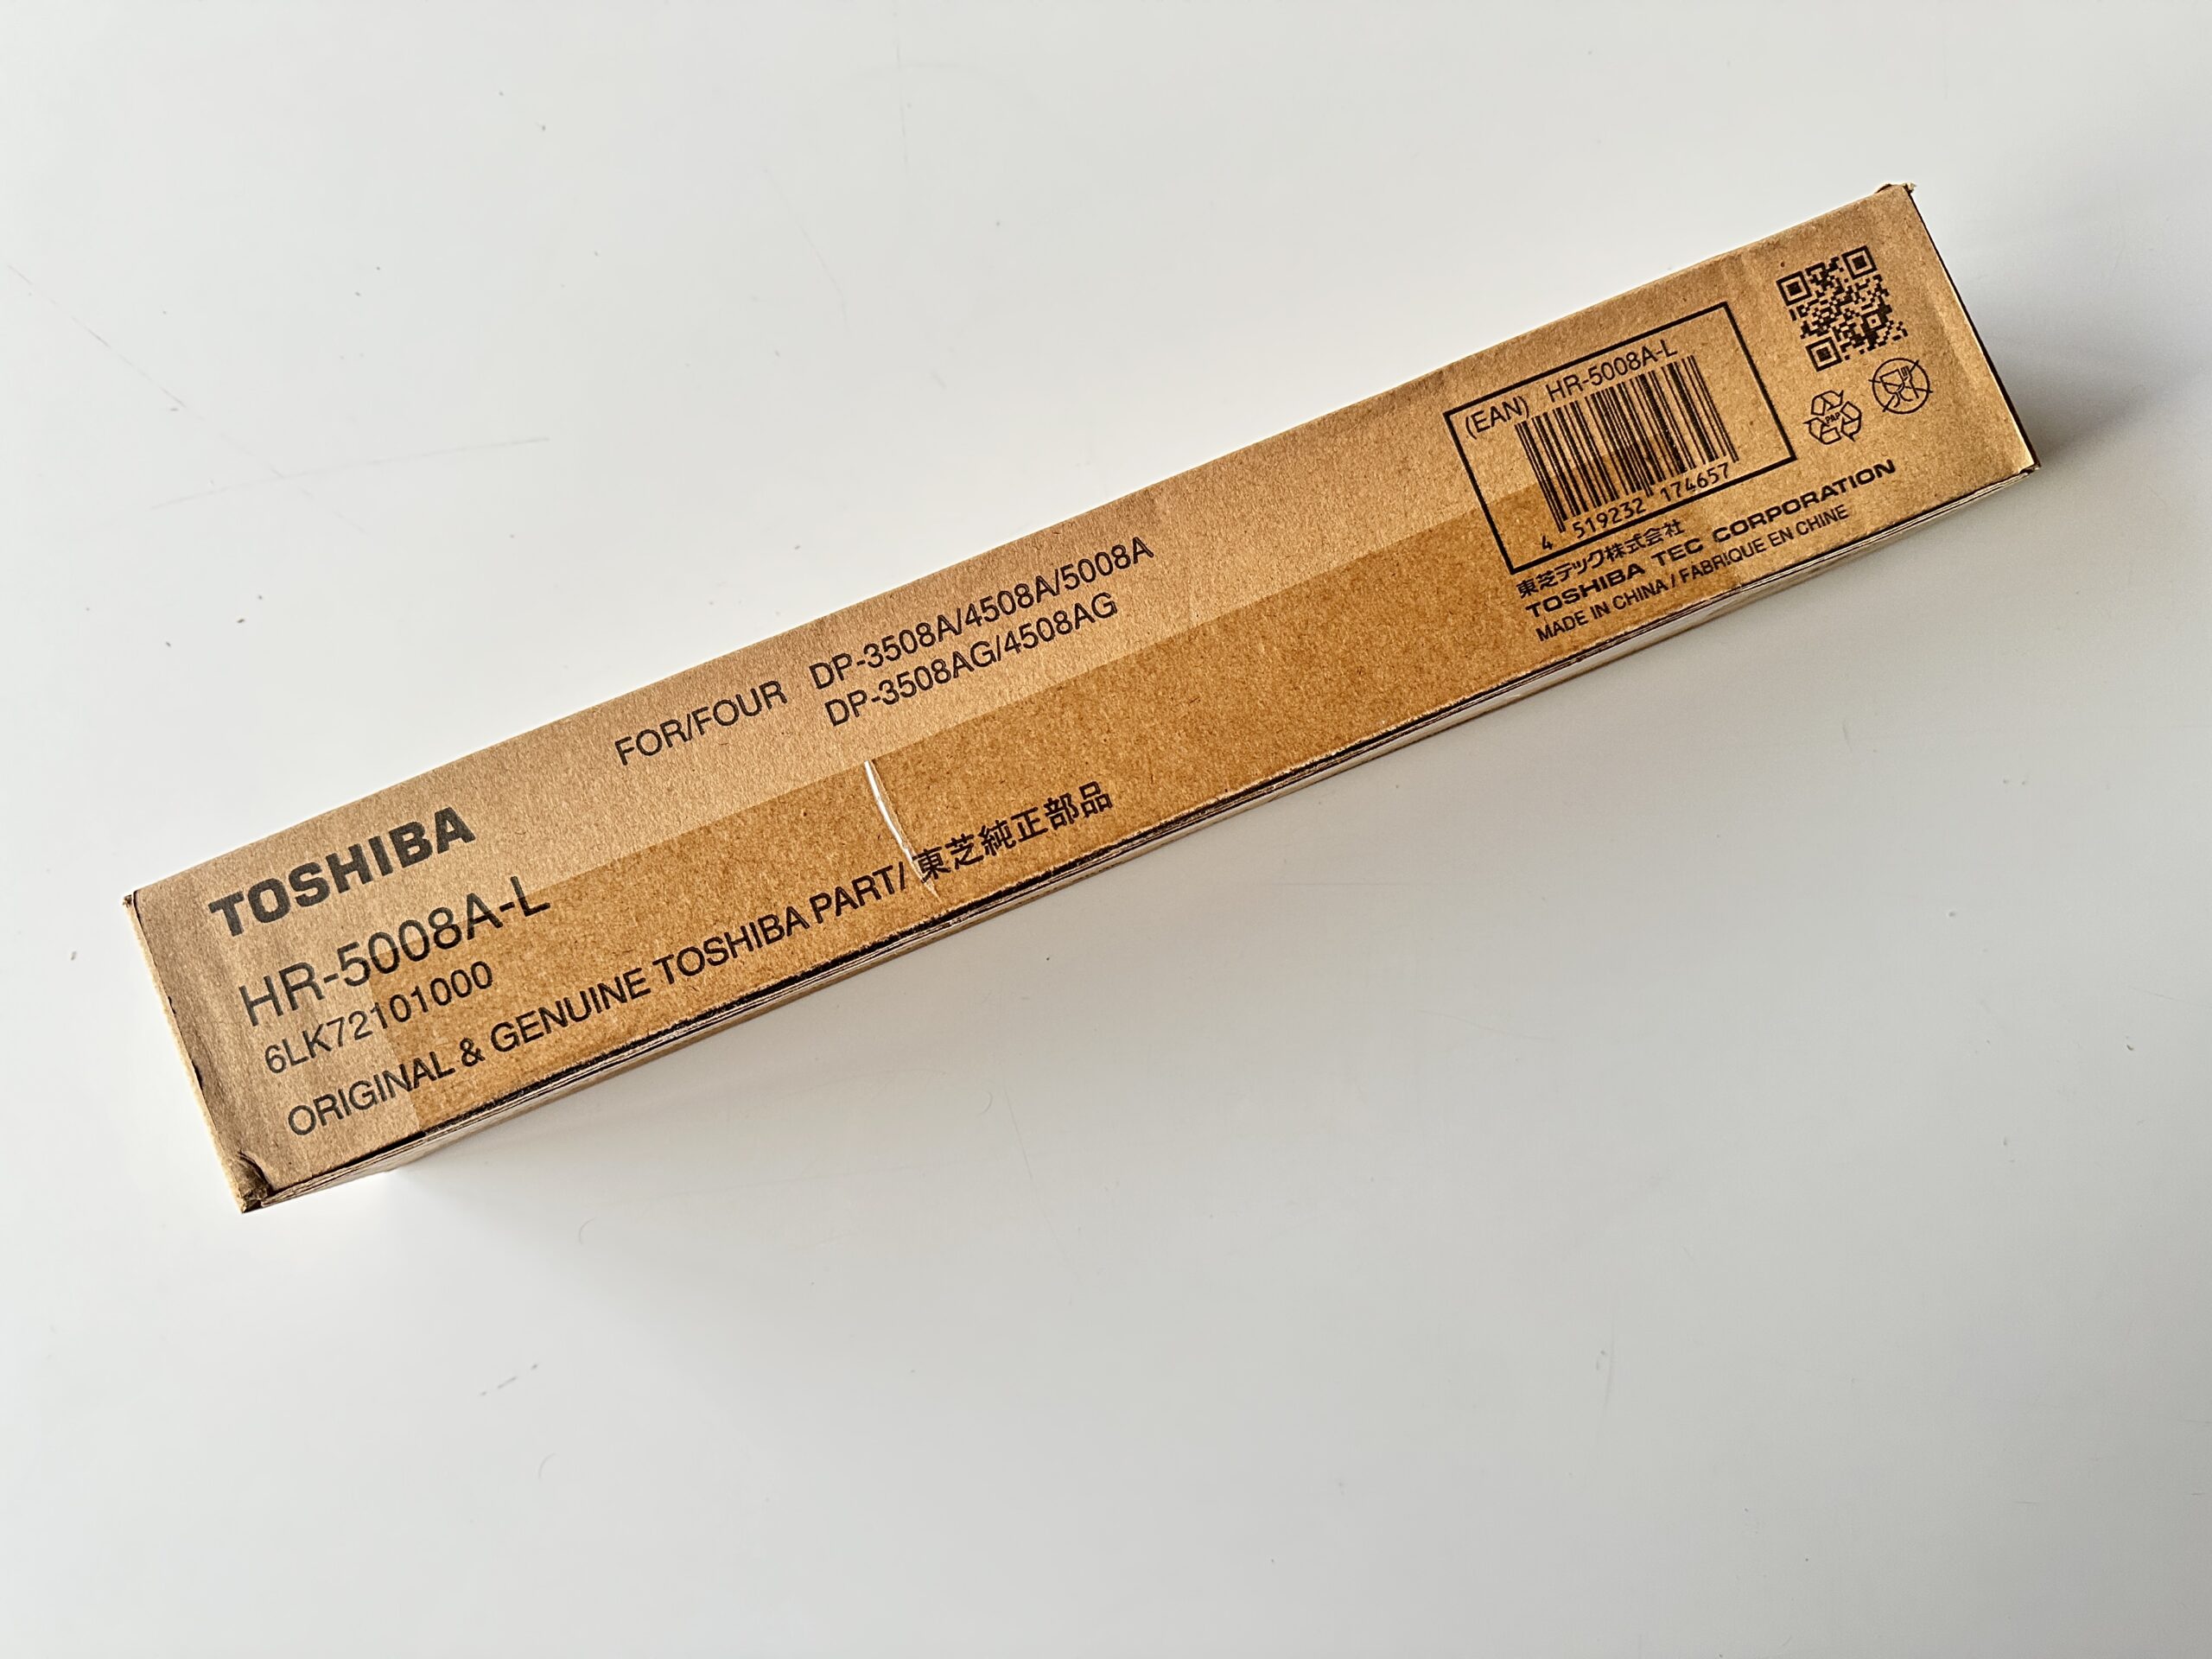 TOSHIBA
HR-5008A-L
6LK72101000
ORIGINAL & GENUINE TOSHIBA PART/ 東芝純正部品
FOR/FOUR DP-3508A/4508A/5008A
DP-3508AG/4508AG
(EAN) HR-5008A-L
4 519232 174657
東芝テック株式会社
TOSHIBA TEC CORPORATION
MADE IN CHINA / FABRIQUE EN CHINE
PAP